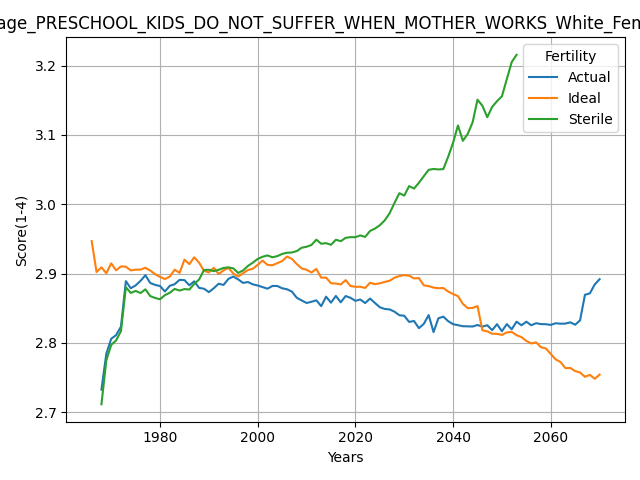 age_PRESCHOOL_KIDS_DO_NOT_SUFFER_WHEN_MOTHER_WORKS_White_Fem
Fertility
Actual
Ideal
Sterile
Score(1-4)
3.2
3.1
3.0
2.9
2.8
2.7
1980 2000 2020 2040 2060
Years